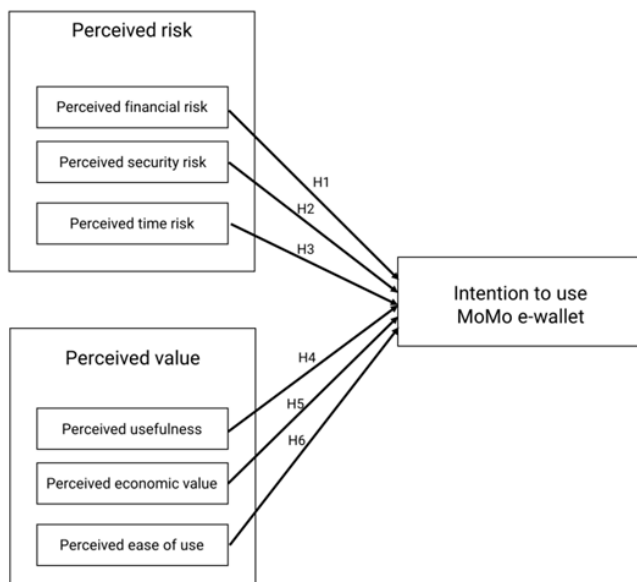 Perceived risk
Perceived financial risk
Perceived security risk
Perceived time risk
H1
H2
H3
Intention to use
MoMo e-wallet
Perceived value
Perceived usefulness
Perceived economic value
Perceived ease of use
H4
H5
H6